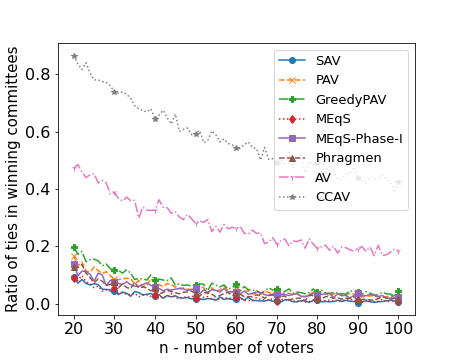 0.8
0.6
0.4
0.2
0.0
Ratio of ties in winning committees
SAV
PAV
GreedyPAV
MEqS
MEqS-Phase-I
Phragmen
AV
CCAV
20 30 40 50 60 70 80 90 100
n - number of voters